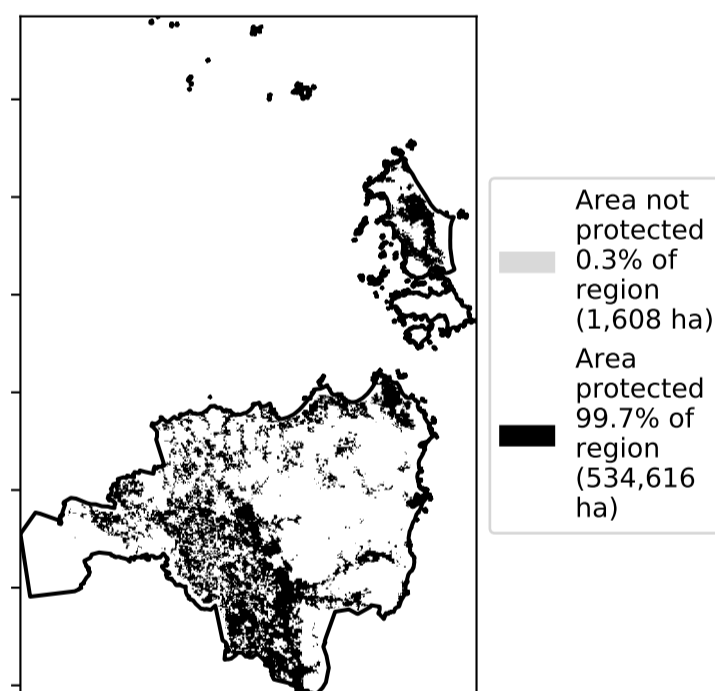 Area not
protected
0.3% of
region
(1,608 ha)
Area
protected
99.7% of
region
(534,616
ha)